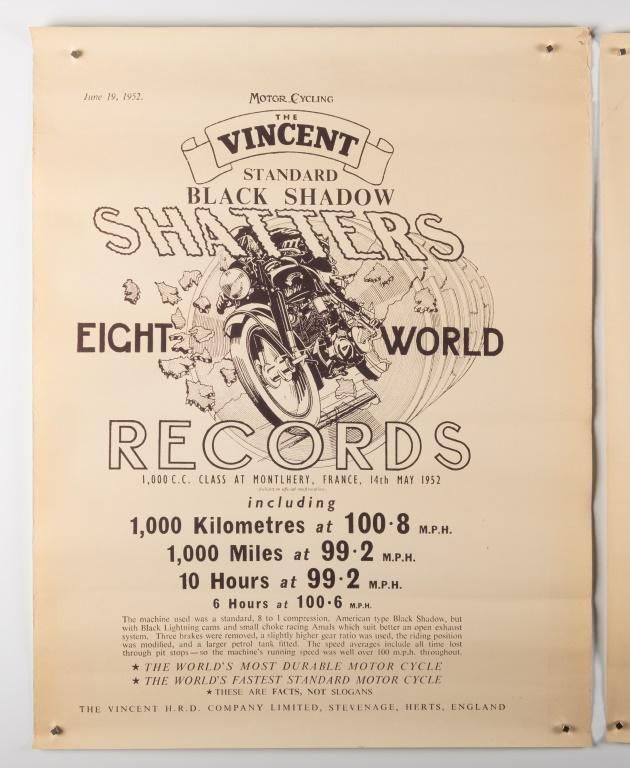 June 19, 1952.
MOTOR CYCLING
THE
VINCENT
STANDARD
BLACK SHADOW
SHATTERS
EIGHT WORLD
RECORDS
1,000 C.C. CLASS AT MONTLHERY, FRANCE, 14th MAY 1952
including
1,000 Kilometres at 100·8 M.P.H.
1,000 Miles at 99·2 M.P.H.
10 Hours at 99·2 M.P.H.
6 Hours at 100·6 M.P.H.
The machine used was a standard, 8 to 1 compression. American type Black Shadow, but
with Black Lightning cams and small choke racing Amals which suit better an open exhaust
system. Three brakes were removed, a slightly higher gear ratio was used, the riding position
was modified, and a larger petrol tank fitted. The speed averages include all time lost
through pit stops—so the machine's running speed was well over 100 m.p.h. throughout.
★ THE WORLD'S MOST DURABLE MOTOR CYCLE
★ THE WORLD'S FASTEST STANDARD MOTOR CYCLE
★ THESE ARE FACTS, NOT SLOGANS
THE VINCENT H.R.D. COMPANY LIMITED, STEVENAGE, HERTS, ENGLAND